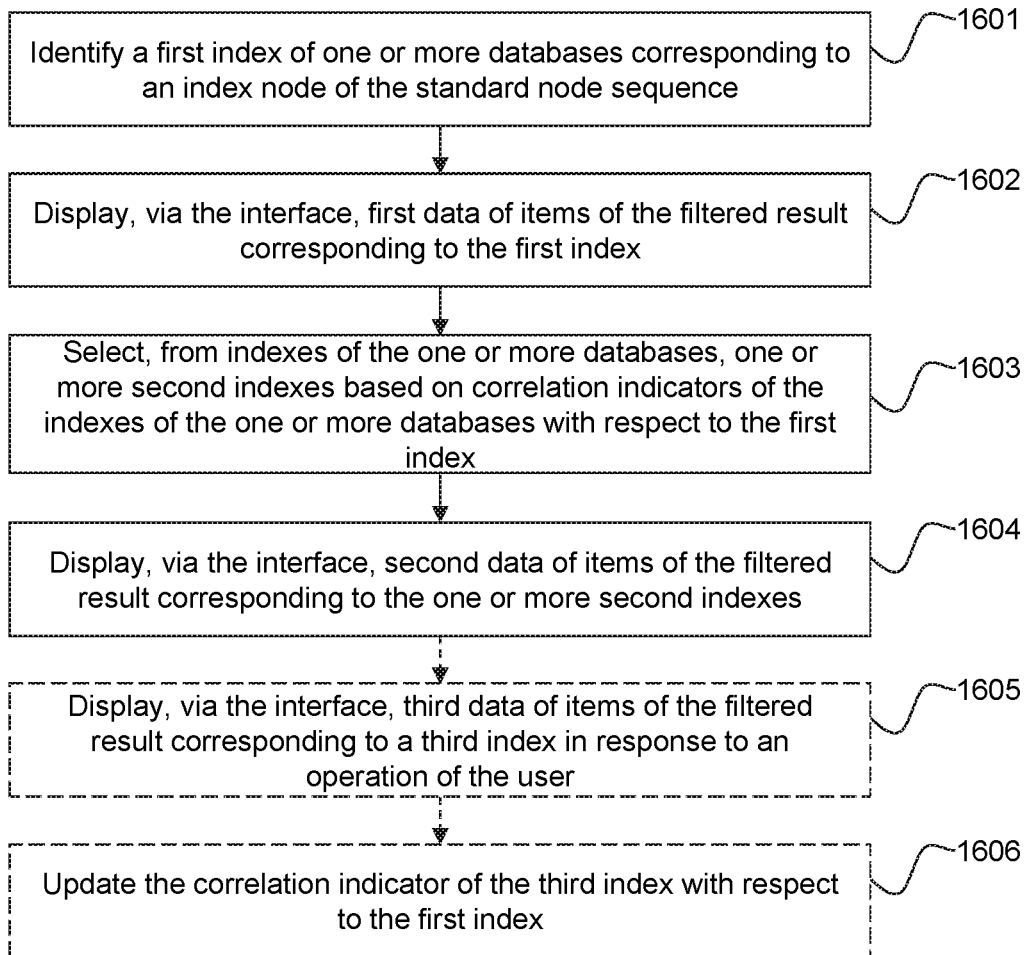 1601
Identify a first index of one or more databases corresponding to
an index node of the standard node sequence
1602
Display, via the interface, first data of items of the filtered result
corresponding to the first index
1603
Select, from indexes of the one or more databases, one or
more second indexes based on correlation indicators of the
indexes of the one or more databases with respect to the first
index
1604
Display, via the interface, second data of items of the filtered
result corresponding to the one or more second indexes
1605
Display, via the interface, third data of items of the filtered
result corresponding to a third index in response to an
operation of the user
1606
Update the correlation indicator of the third index with respect
to the first index